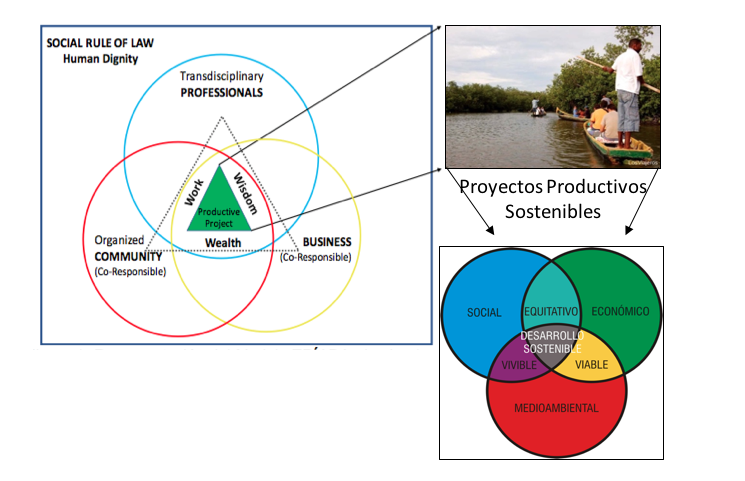 SOCIAL RULE OF LAW
Human Dignity
Transdisciplinary
PROFESSIONALS
Work
Wisdom
Productive
Project
Wealth
Organized
COMMUNITY
(Co-Responsible)
BUSINESS
(Co-Responsible)
Proyectos Productivos
Sostenibles
SOCIAL
EQUITATIVO
ECONÓMICO
DESARROLLO
SOSTENIBLE
VIVIBLE
VIABLE
MEDIOAMBIENTAL